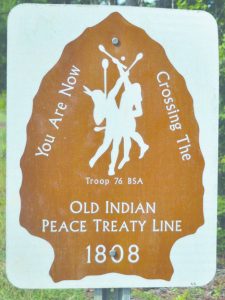 You Are Now
Crossing The
Troop 76 BSA
OLD INDIAN
PEACE TREATY LINE
1808